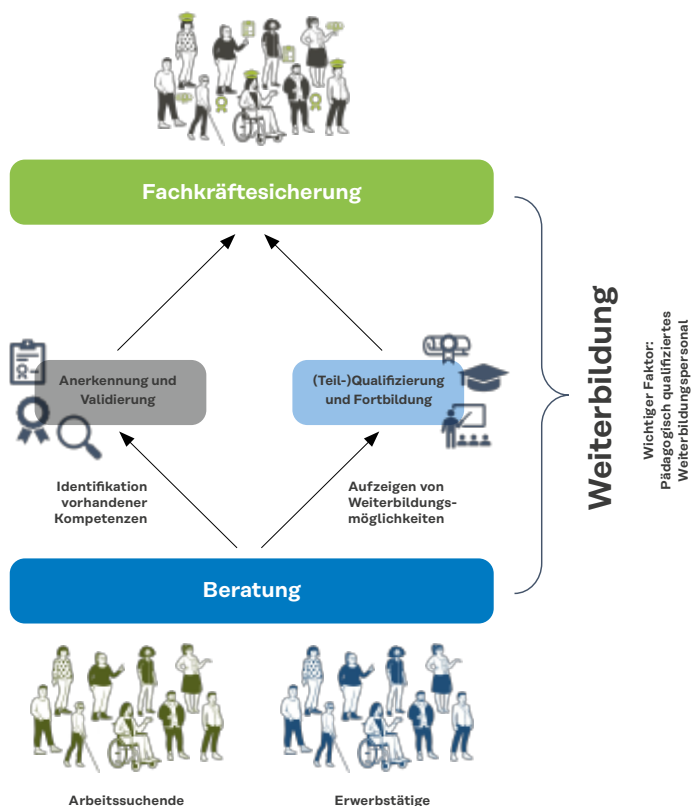 Fachkräftesicherung
Anerkennung und
Validierung
(Teil-)Qualifizierung
und Fortbildung
Identifikation
vorhandener
Kompetenzen
Aufzeigen von
Weiterbildungs-
möglichkeiten
Beratung
Arbeitssuchende
Erwerbstätige
Weiterbildung
Wichtiger Faktor:
Pädagogisch qualifiziertes
Weiterbildungspersonal